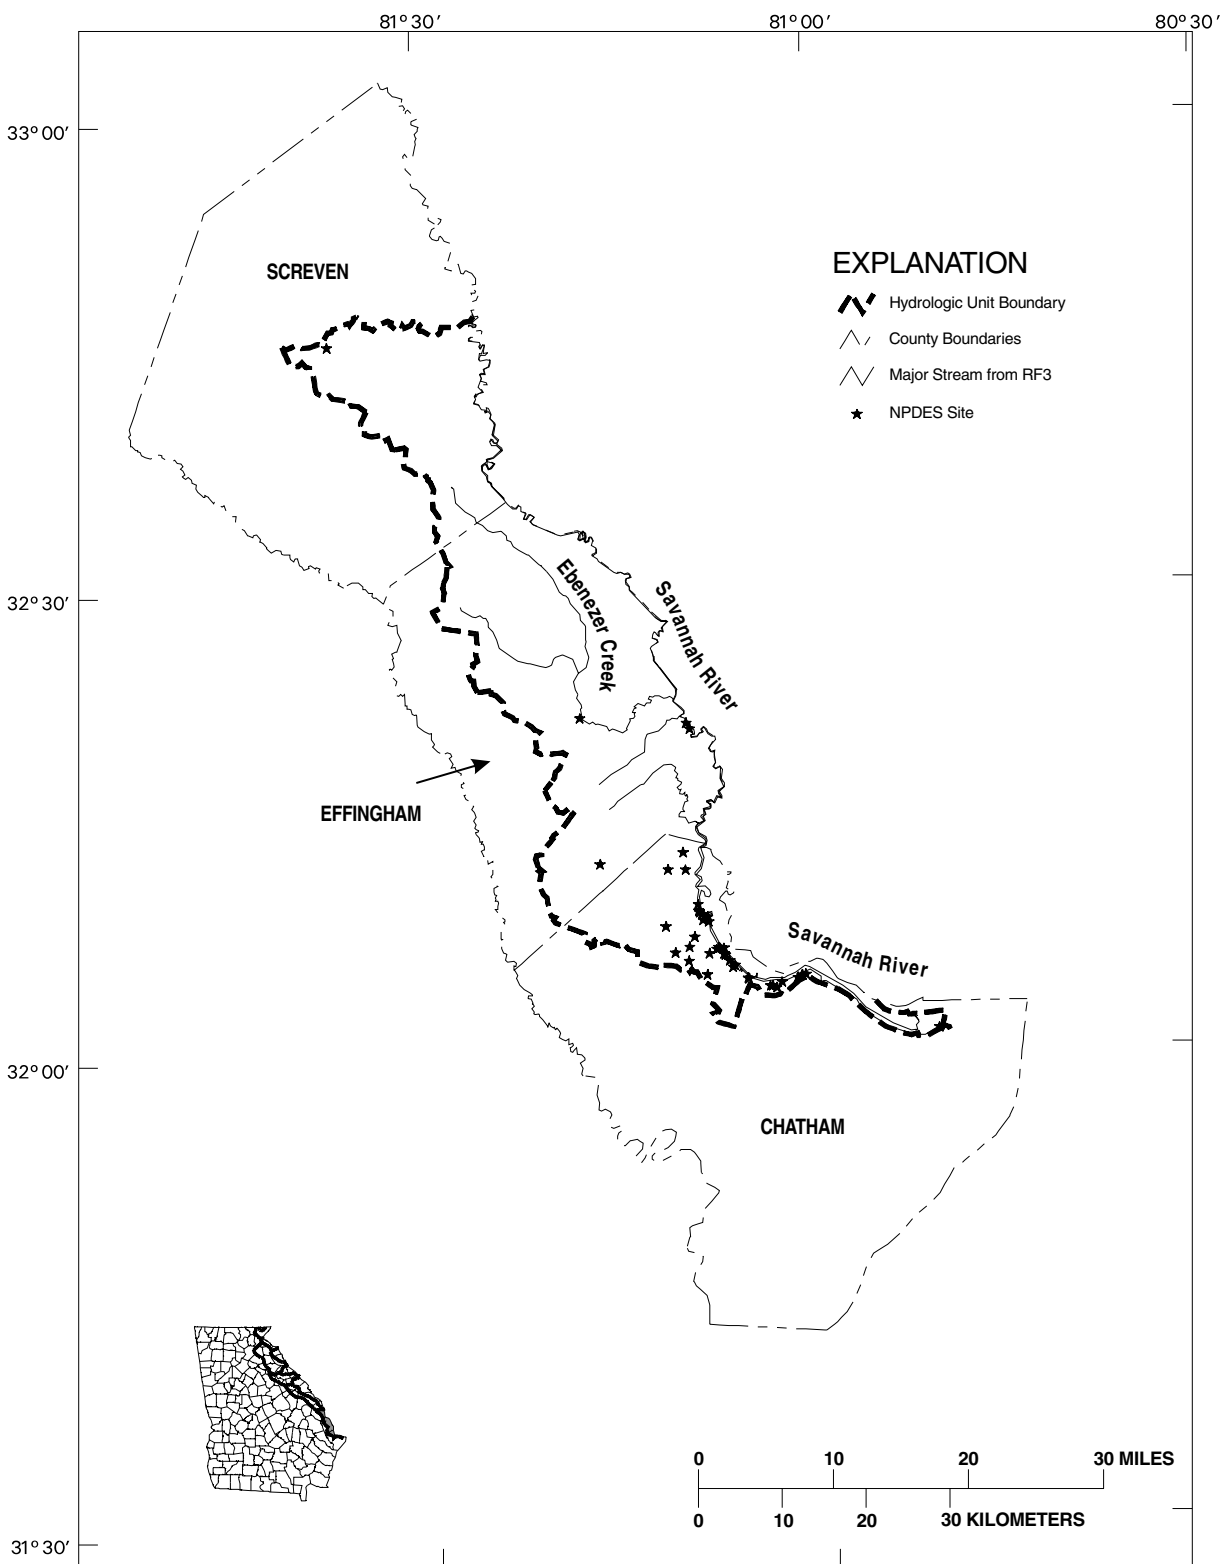 81°30′ 81°00′ 80°30′
33°00′
SCREVEN
EXPLANATION
Hydrologic Unit Boundary
County Boundaries
Major Stream from RF3
NPDES Site
32°30′
Ebenezer Creek
Savannah River
EFFINGHAM
Savannah River
32°00′
CHATHAM
0 10 20 30 MILES
0 10 20 30 KILOMETERS
31°30′